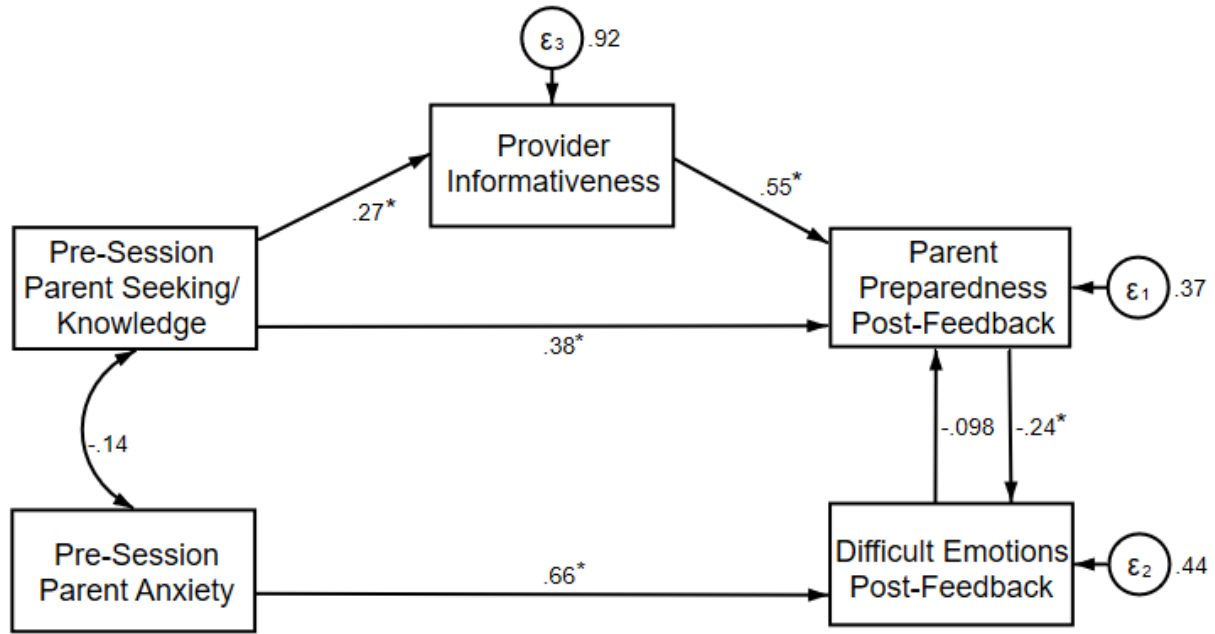 ε₃ .92
Provider
Informativeness
.27*
.55*
Pre-Session
Parent Seeking/
Knowledge
Parent
Preparedness
Post-Feedback
ε₁ .37
.38*
-.14
-.098
-.24*
Pre-Session
Parent Anxiety
.66*
Difficult Emotions
Post-Feedback
ε₂ .44